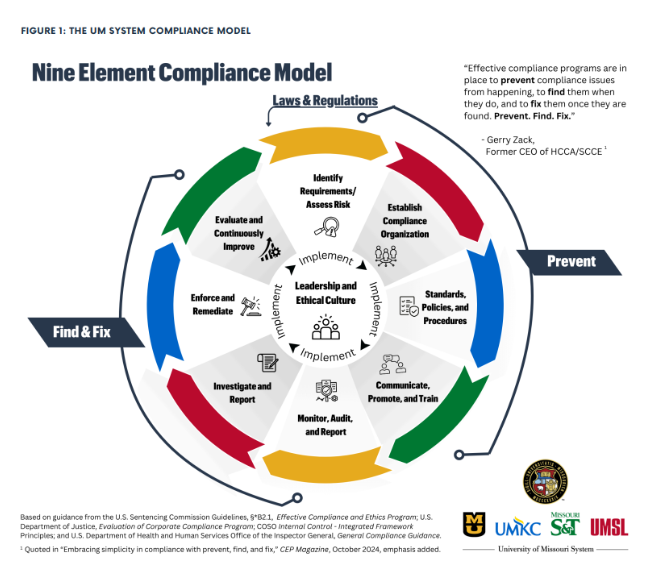 FIGURE 1: THE UM SYSTEM COMPLIANCE MODEL
Nine Element Compliance Model
Laws & Regulations
“Effective compliance programs are in
place to prevent compliance issues
from happening, to find them when
they do, and to fix them once they are
found. Prevent. Find. Fix.”
- Gerry Zack,
Former CEO of HCCA/SCCE ¹
Identify
Requirements/
Assess Risk
Establish
Compliance
Organization
Standards,
Policies, and
Procedures
Communicate,
Promote, and Train
Monitor, Audit,
and Report
Investigate and
Report
Enforce and
Remediate
Evaluate and
Continuously
Improve
Implement
Implement
Implement
Implement
Leadership and
Ethical Culture
Prevent
Find & Fix
Based on guidance from the U.S. Sentencing Commission Guidelines, §*B2.1, Effective Compliance and Ethics Program; U.S.
Department of Justice, Evaluation of Corporate Compliance Program; COSO Internal Control - Integrated Framework
Principles; and U.S. Department of Health and Human Services Office of the Inspector General, General Compliance Guidance.
¹ Quoted in “Embracing simplicity in compliance with prevent, find, and fix,” CEP Magazine, October 2024, emphasis added.
MU
UMKC
MISSOURI
S&T
UMSL
University of Missouri System